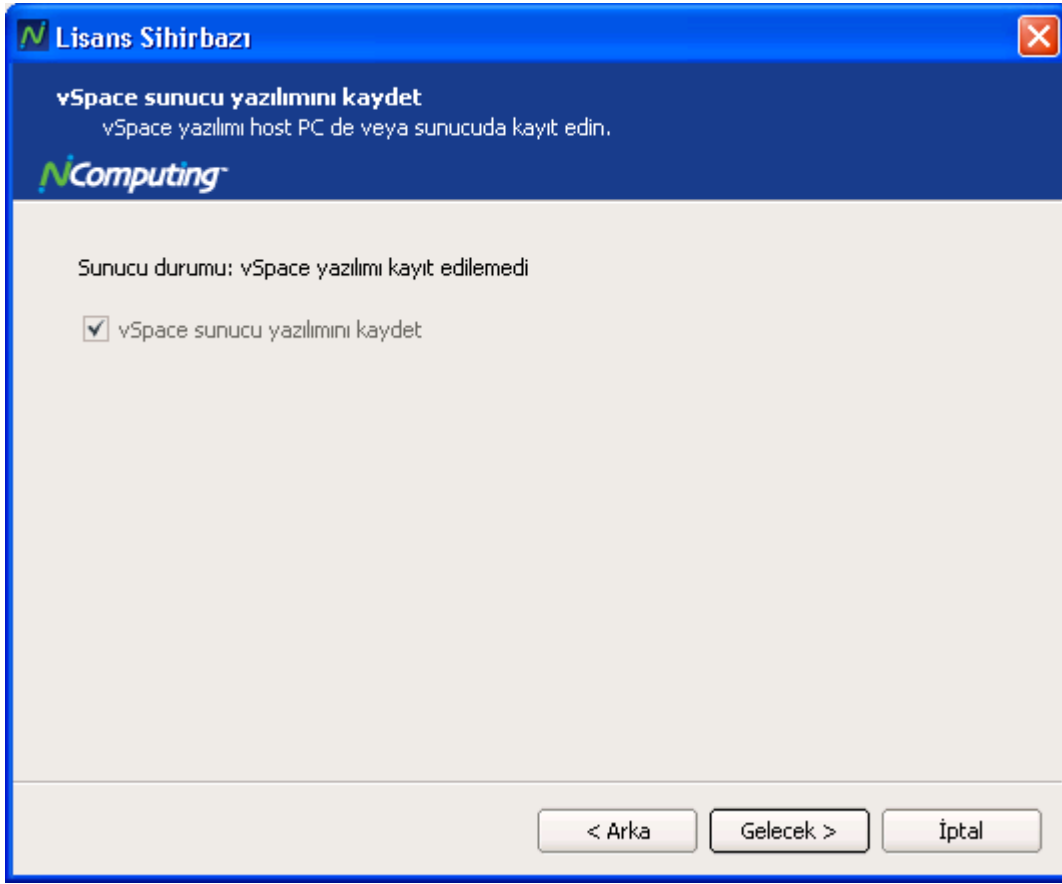 Lisans Sihirbazı
vSpace sunucu yazılımını kaydet
vSpace yazılımı host PC de veya sunucuda kayıt edin.
NComputing™
Sunucu durumu: vSpace yazılımı kayıt edilemedi
vSpace sunucu yazılımını kaydet
< Arka
Gelecek >
İptal